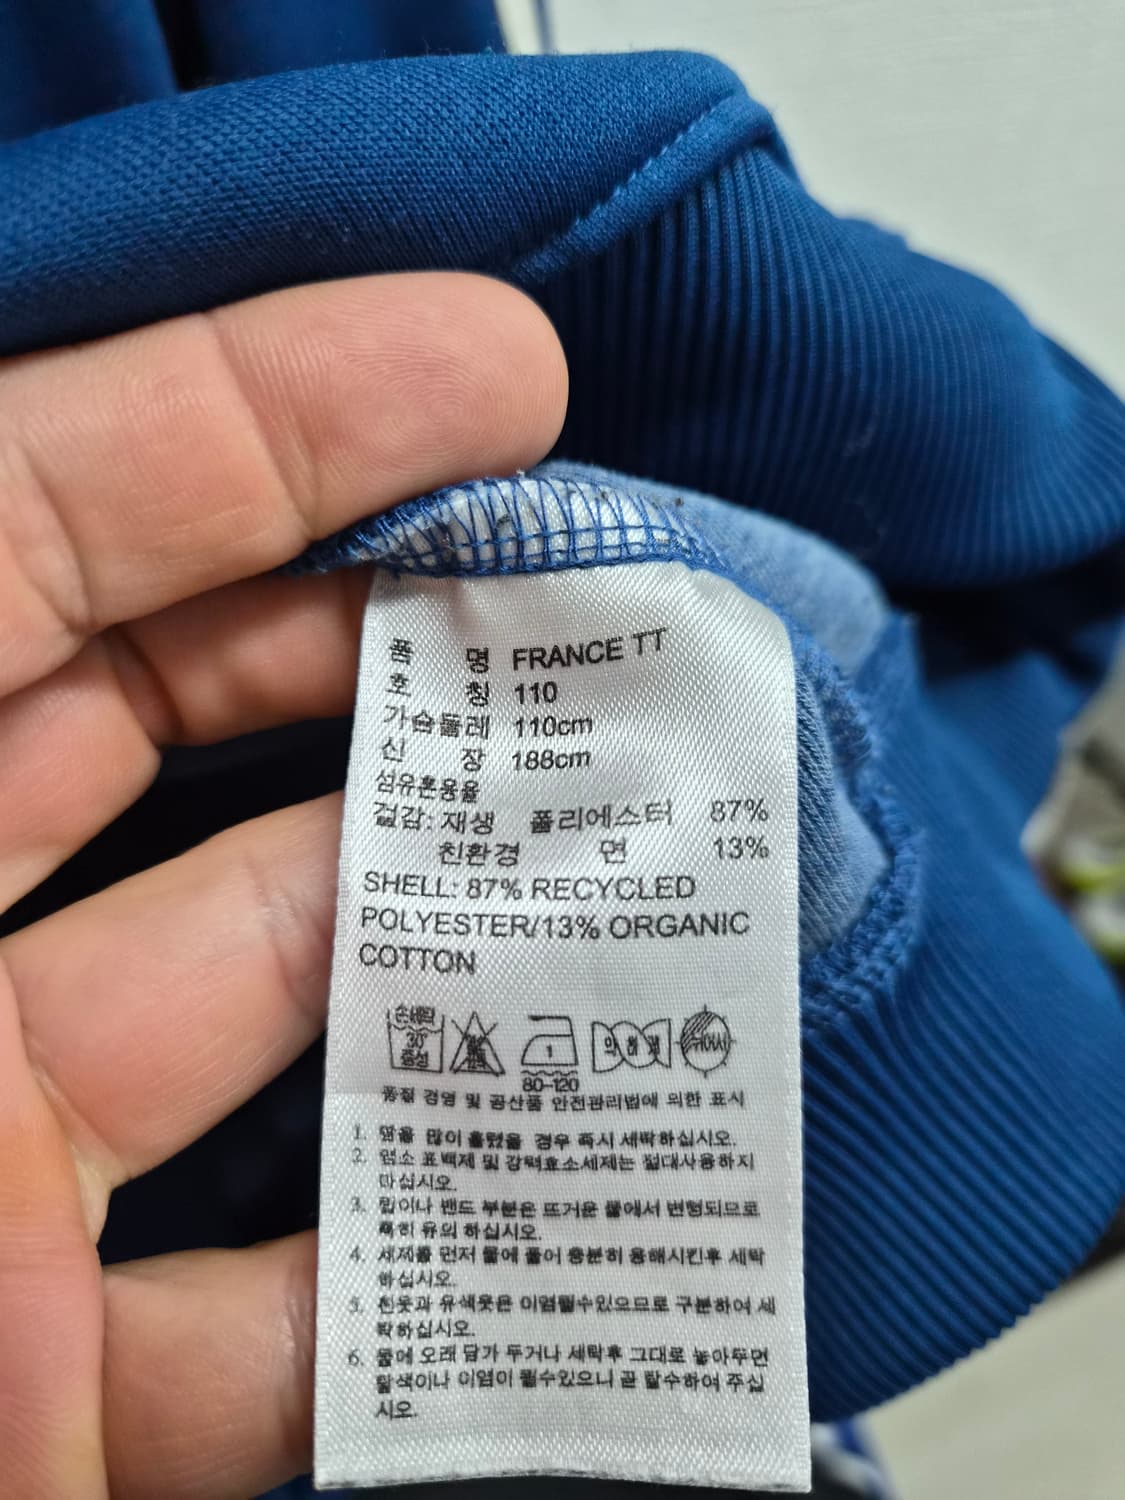 품 명 FRANCE TT
호 칭 110
가슴둘레 110cm
신 장 188cm
섬유혼용율
겉감: 재생 폴리에스터 87%
친환경 면 13%
SHELL: 87% RECYCLED
POLYESTER/13% ORGANIC
COTTON
손세탁
30°
중성
1
80-120
품질 경영 및 공산품 안전관리법에 의한 표시
1. 땀을 많이 흘렸을 경우 즉시 세탁하십시오.
2. 염소 표백제 및 강력효소세제는 절대사용하지
마십시오.
3. 립이나 밴드 부분은 뜨거운 물에서 변형되므로
특히 유의 하십시오.
4. 세제를 먼저 물에 풀어 충분히 용해시킨후 세탁
하십시오.
5. 흰옷과 유색옷은 이염될수있으므로 구분하여 세
탁하십시오.
6. 물에 오래 담가 두거나 세탁후 그대로 놓아두면
탈색이나 이염이 될수있으니 곧 탈수하여 주십
시오.